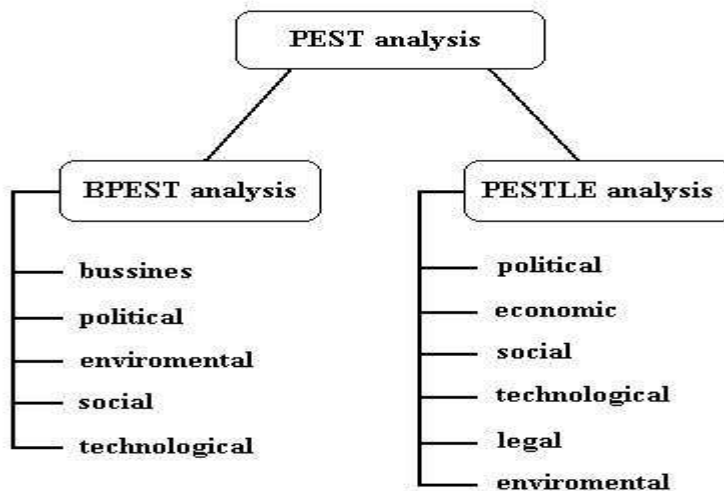 PEST analysis
BPEST analysis
bussines
political
enviromental
social
technological
PESTLE analysis
political
economic
social
technological
legal
enviromental